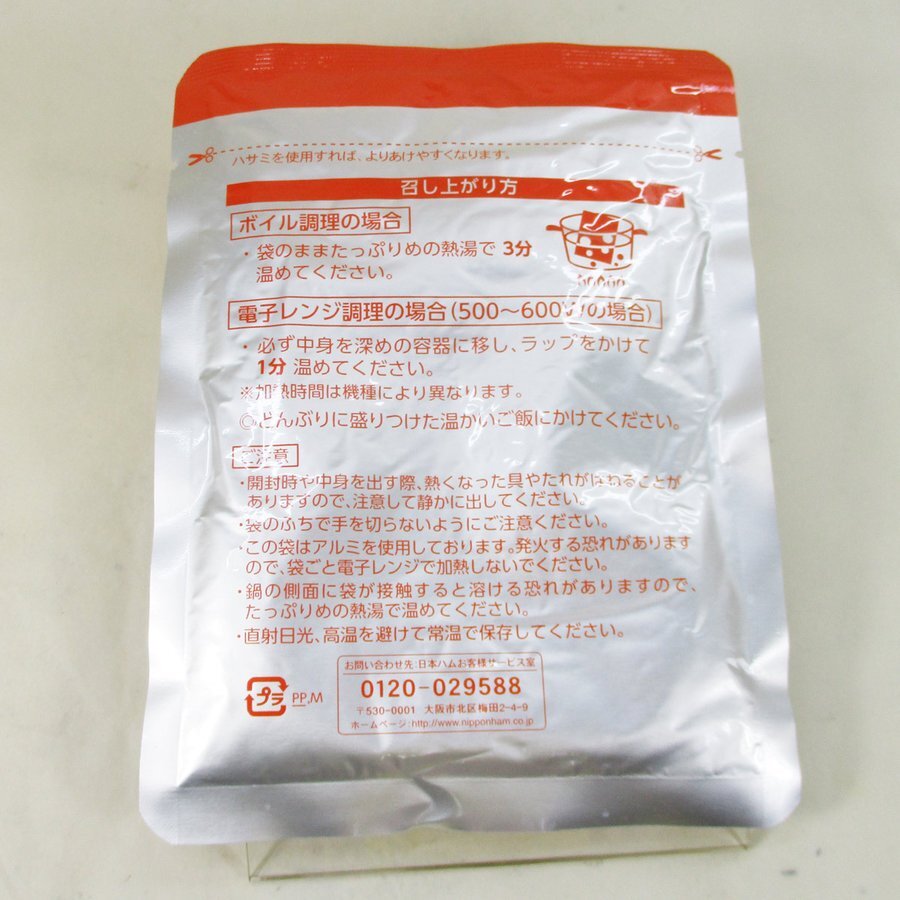 ハサミを使用すれば、よりあけやすくなります。
召し上がり方
ボイル調理の場合
・袋のままたっぷりめの熱湯で 3分
温めてください。
電子レンジ調理の場合(500〜600Wの場合)
・必ず中身を深めの容器に移し、ラップをかけて
1分 温めてください。
※加熱時間は機種により異なります。
◎どんぶりに盛りつけた温かいご飯にかけてください。
ご注意
・開封時や中身を出す際、熱くなった具やたれがはねることが
ありますので、注意して静かに出してください。
・袋のふちで手を切らないようにご注意ください。
・この袋はアルミを使用しております。発火する恐れがあります
ので、袋ごと電子レンジで加熱しないでください。
・鍋の側面に袋が接触すると溶ける恐れがありますので、
たっぷりめの熱湯で温めてください。
・直射日光、高温を避けて常温で保存してください。
お問い合わせ先:日本ハムお客様サービス室
0120-029588
〒530-0001 大阪市北区梅田2-4-9
ホームページ:http://www.nipponham.co.jp
プラ PP,M